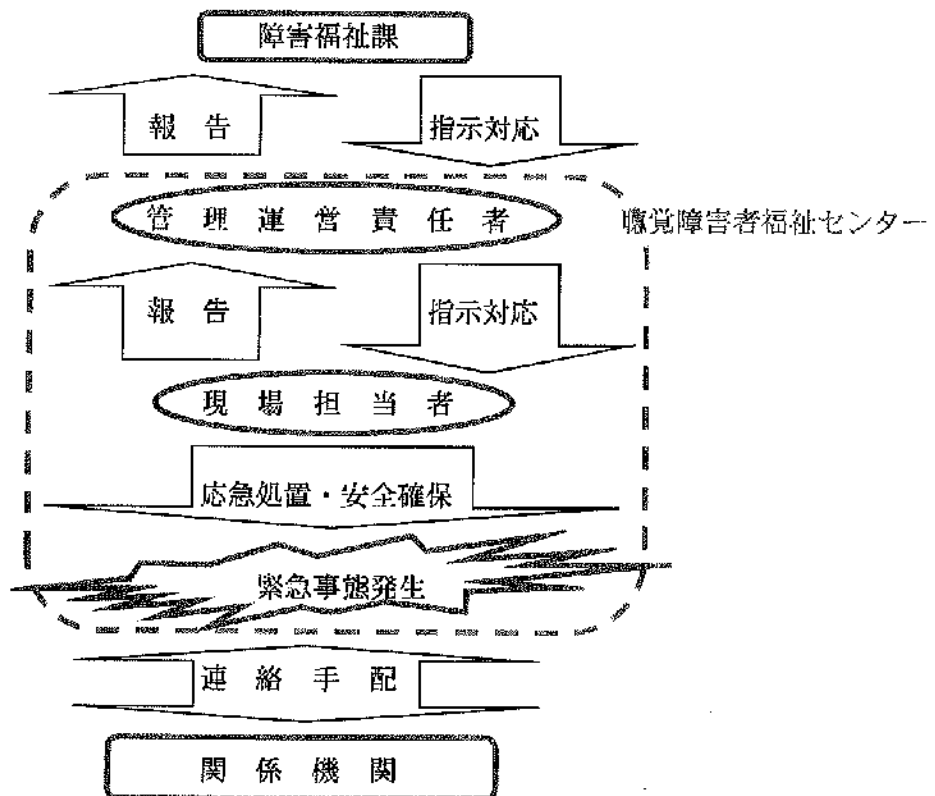 障害福祉課
報告
指示対応
管理運営責任者
聴覚障害者福祉センター
報告
指示対応
現場担当者
応急処置・安全確保
緊急事態発生
連絡手配
関係機関